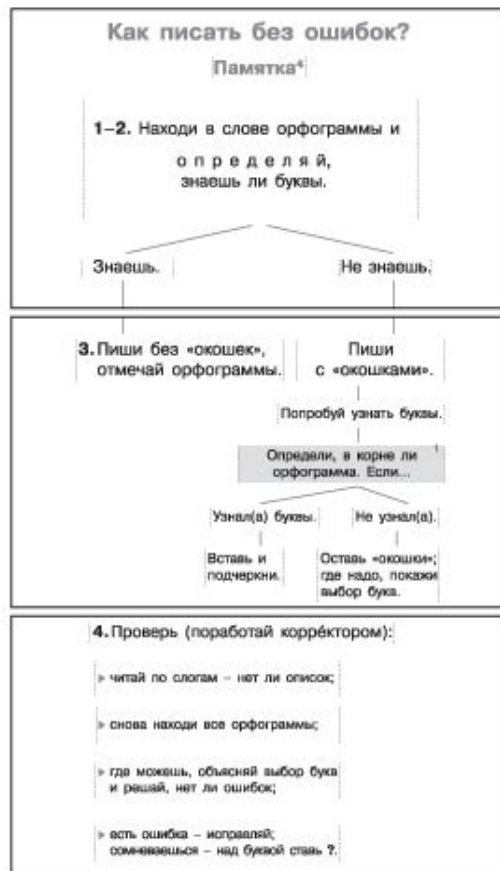 Как писать без ошибок?
Памятка⁴
1–2. Находи в слове орфограммы и
о п р е д е л я й,
знаешь ли буквы.
Знаешь.
Не знаешь.
3. Пиши без «окошек»,
отмечай орфограммы.
Пиши
с «окошками».
Попробуй узнать буквы.
Определи, в корне ли ¹
орфограмма. Если...
Узнал(а) буквы.
Не узнал(а).
Вставь и
подчеркни.
Оставь «окошки»;
где надо, покажи
выбор букв.
4. Проверь (поработай корре́ктором):
▸ читай по слогам – нет ли описок;
▸ снова находи все орфограммы;
▸ где можешь, объясняй выбор букв
и решай, нет ли ошибок;
▸ есть ошибка – исправляй;
сомневаешься – над буквой ставь ?.